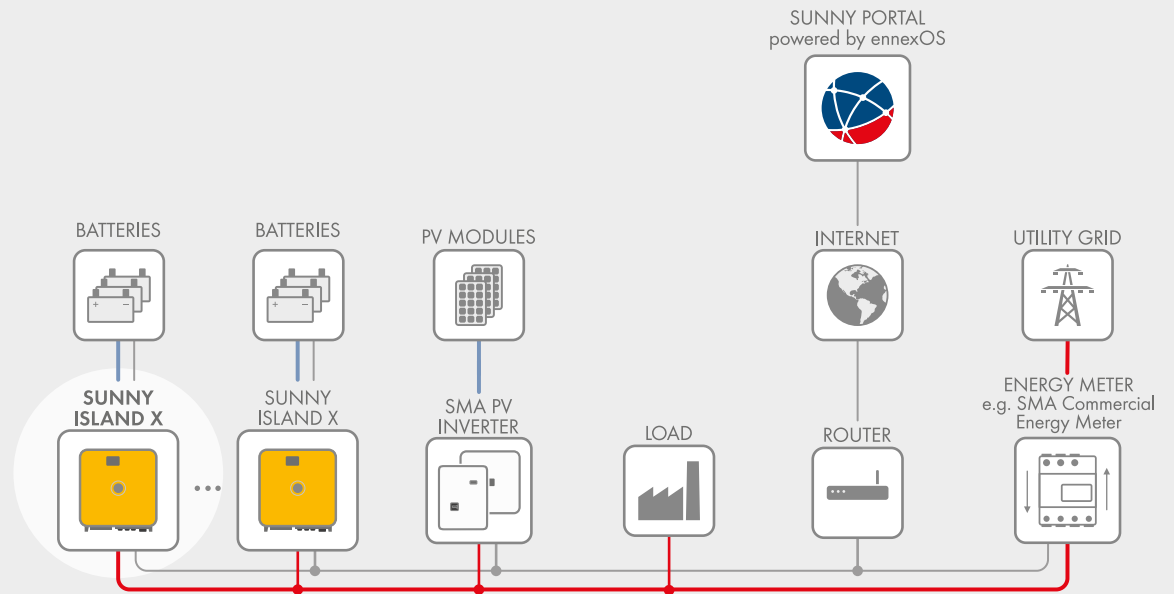 SUNNY PORTAL
powered by ennexOS
BATTERIES
BATTERIES
PV MODULES
INTERNET
UTILITY GRID
SUNNY
ISLAND X
SUNNY
ISLAND X
SMA PV
INVERTER
LOAD
ROUTER
ENERGY METER
e.g. SMA Commercial
Energy Meter